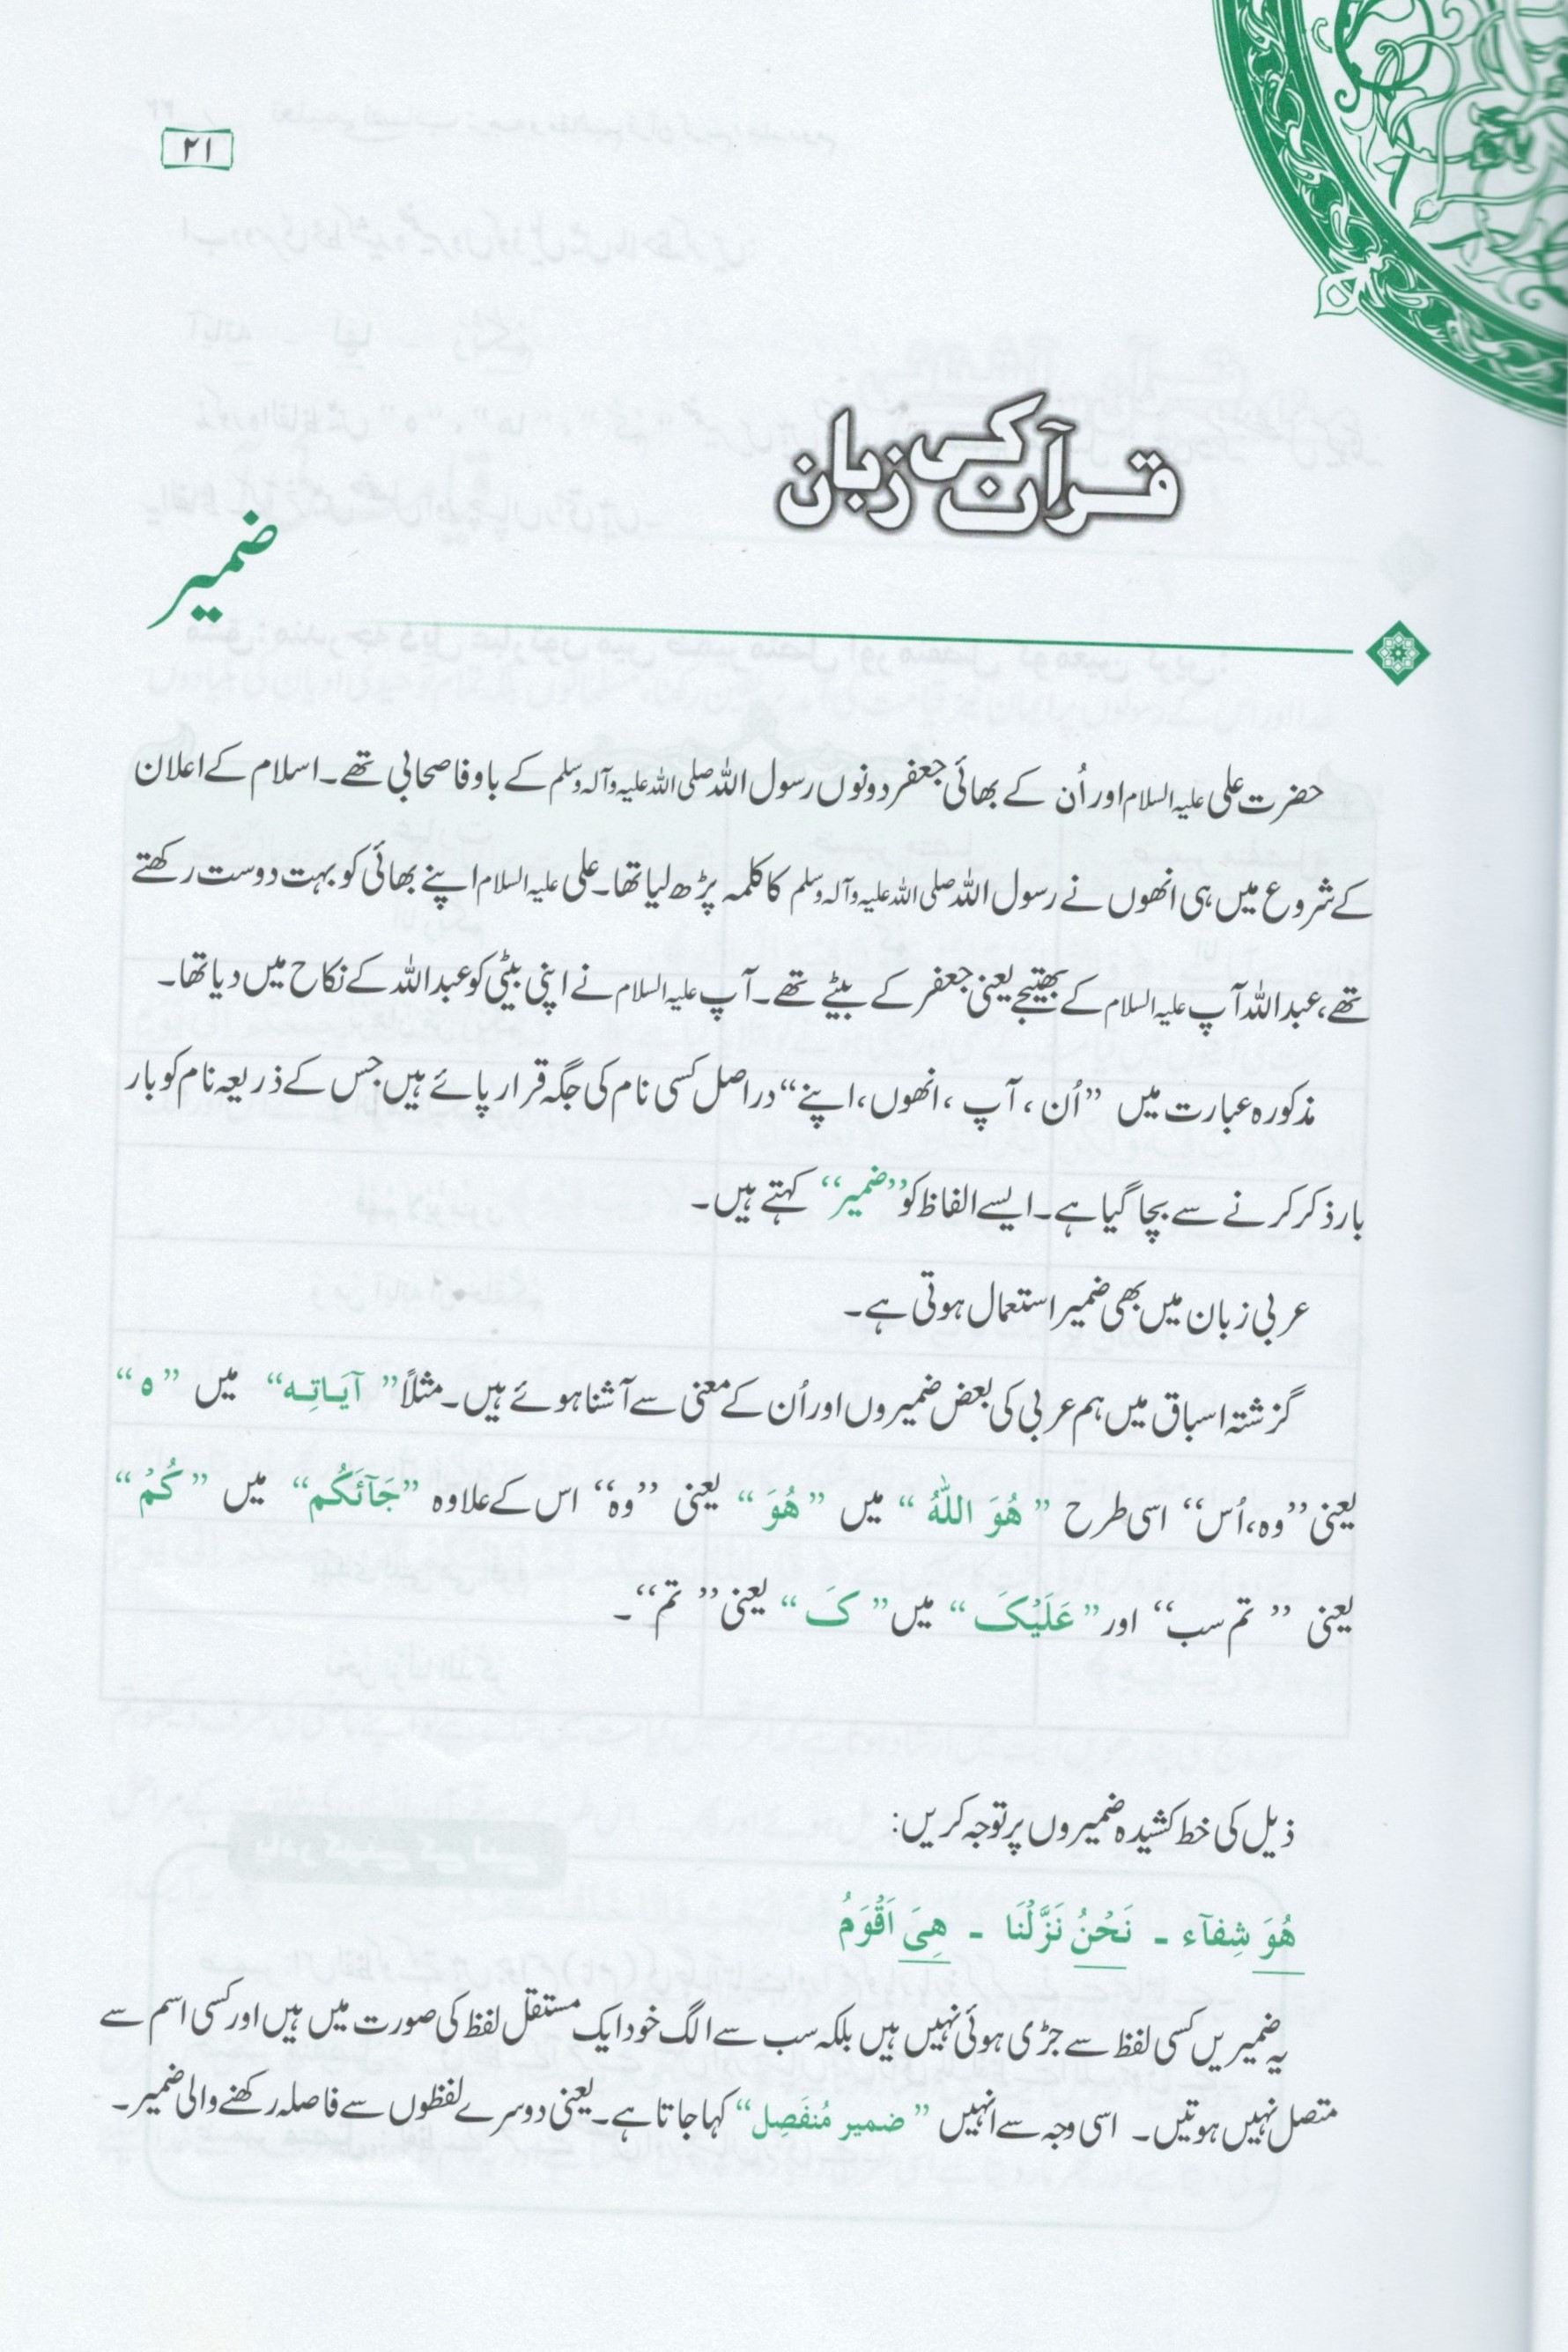 ۲۱
قرآن کی زبان
ضمیر
حضرت علی علیہ السلام اور اُن کے بھائی جعفر دونوں رسول اللہ صلی اللہ علیہ وآلہ وسلم کے باوفا صحابی تھے۔ اسلام کے اعلان
کے شروع میں ہی انھوں نے رسول اللہ صلی اللہ علیہ وآلہ وسلم کا کلمہ پڑھ لیا تھا۔ علی علیہ السلام اپنے بھائی کو بہت دوست رکھتے
تھے، عبداللہ آپ علیہ السلام کے بھتیجے یعنی جعفر کے بیٹے تھے۔ آپ علیہ السلام نے اپنی بیٹی کو عبداللہ کے نکاح میں دیا تھا۔
مذکورہ عبارت میں ”اُن، آپ، انھوں، اپنے“ دراصل کسی نام کی جگہ قرار پائے ہیں جس کے ذریعہ نام کو بار
بار ذکر کرنے سے بچا گیا ہے۔ ایسے الفاظ کو ”ضمیر“ کہتے ہیں۔
عربی زبان میں بھی ضمیر استعمال ہوتی ہے۔
گزشتہ اسباق میں ہم عربی کی بعض ضمیروں اور اُن کے معنی سے آشنا ہوئے ہیں۔ مثلاً ”آیَاتِہ“ میں ”ہ“
یعنی ”وہ، اُس“ اسی طرح ”هُوَ اللّٰهُ“ میں ”هُوَ“ یعنی ”وہ“ اس کے علاوہ ”جَآئَکُم“ میں ”کُمْ“
یعنی ”تم سب“ اور ”عَلَیْکَ“ میں ”کَ“ یعنی ”تم“۔
ذیل کی خط کشیدہ ضمیروں پر توجہ کریں:
هُوَ شِفآء ۔ نَحْنُ نَزَّلْنَا ۔ هِیَ اَقْوَمُ
یہ ضمیریں کسی لفظ سے جڑی ہوئی نہیں ہیں بلکہ سب سے الگ خود ایک مستقل لفظ کی صورت میں ہیں اور کسی اسم سے
متصل نہیں ہوتیں۔ اسی وجہ سے انہیں ”ضمیر مُنفَصِل“ کہا جاتا ہے۔ یعنی دوسرے لفظوں سے فاصلہ رکھنے والی ضمیر۔